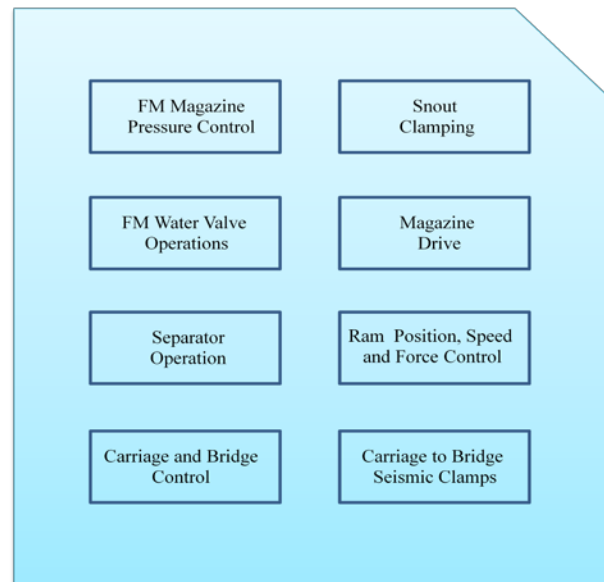 FM Magazine
Pressure Control
Snout
Clamping
FM Water Valve
Operations
Magazine
Drive
Separator
Operation
Ram Position, Speed
and Force Control
Carriage and Bridge
Control
Carriage to Bridge
Seismic Clamps